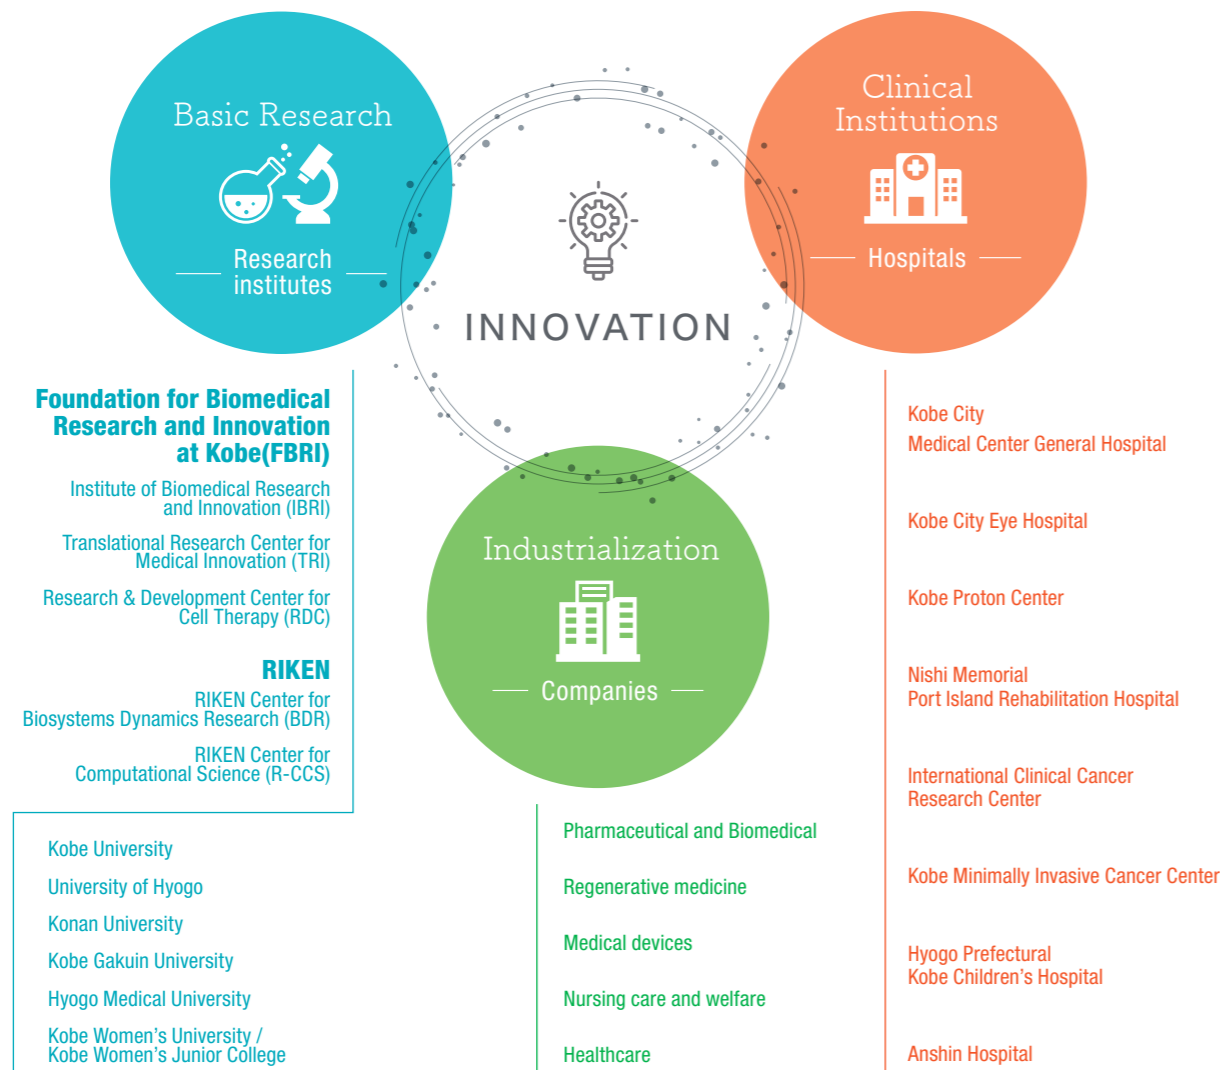 Basic Research
Research
institutes
INNOVATION
Clinical
Institutions
Hospitals
Industrialization
Companies
Foundation for Biomedical
Research and Innovation
at Kobe(FBRI)
Institute of Biomedical Research
and Innovation (IBRI)
Translational Research Center for
Medical Innovation (TRI)
Research & Development Center for
Cell Therapy (RDC)
RIKEN
RIKEN Center for
Biosystems Dynamics Research (BDR)
RIKEN Center for
Computational Science (R-CCS)
Kobe University
University of Hyogo
Konan University
Kobe Gakuin University
Hyogo Medical University
Kobe Women's University /
Kobe Women's Junior College
Pharmaceutical and Biomedical
Regenerative medicine
Medical devices
Nursing care and welfare
Healthcare
Kobe City
Medical Center General Hospital
Kobe City Eye Hospital
Kobe Proton Center
Nishi Memorial
Port Island Rehabilitation Hospital
International Clinical Cancer
Research Center
Kobe Minimally Invasive Cancer Center
Hyogo Prefectural
Kobe Children's Hospital
Anshin Hospital